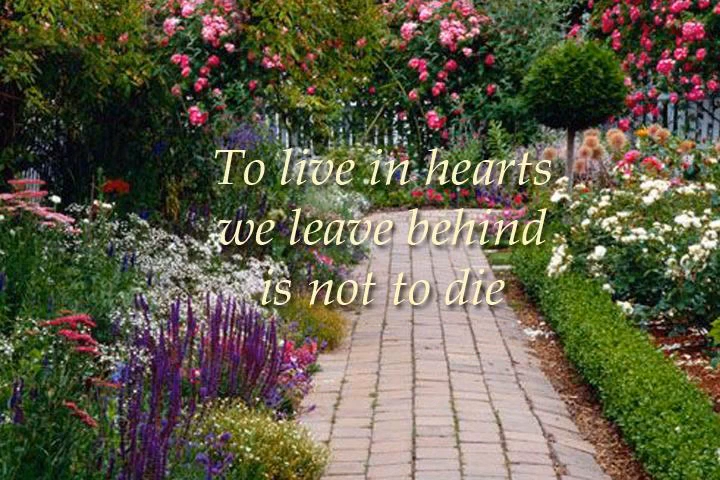 To live in hearts
we leave behind
is not to die